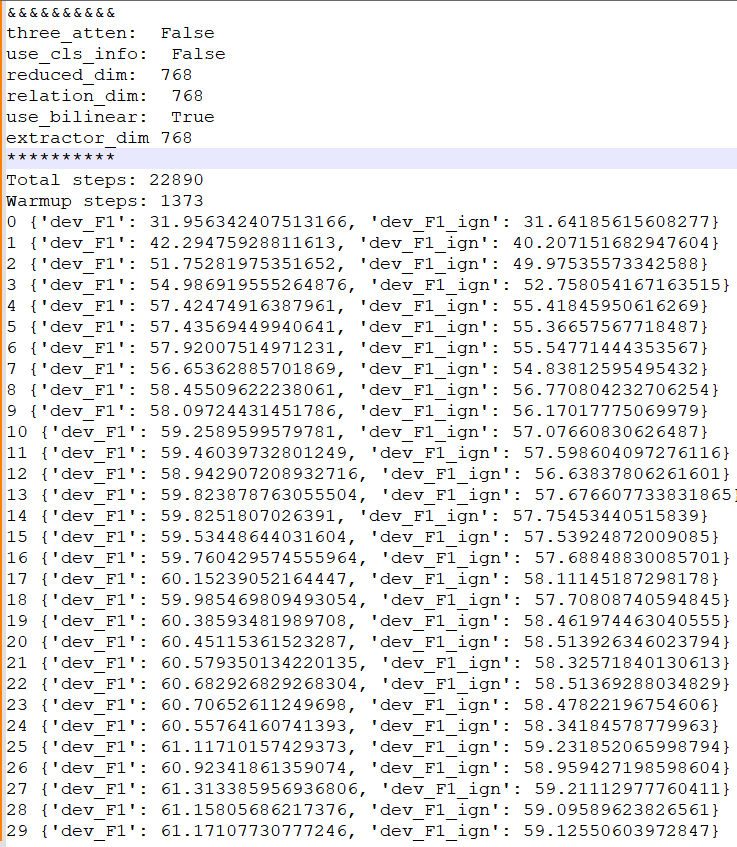 &&&&&&&&&&
three_atten:  False
use_cls_info:  False
reduced_dim:  768
relation_dim:  768
use_bilinear:  True
extractor_dim 768
**********
Total steps: 22890
Warmup steps: 1373
0 {'dev_F1': 31.956342407513166, 'dev_F1_ign': 31.64185615608277}
1 {'dev_F1': 42.29475928811613, 'dev_F1_ign': 40.207151682947604}
2 {'dev_F1': 51.75281975351652, 'dev_F1_ign': 49.97535573342588}
3 {'dev_F1': 54.986919555264876, 'dev_F1_ign': 52.758054167163515}
4 {'dev_F1': 57.42474916387961, 'dev_F1_ign': 55.41845950616269}
5 {'dev_F1': 57.43569449940641, 'dev_F1_ign': 55.36657567718487}
6 {'dev_F1': 57.92007514971231, 'dev_F1_ign': 55.54771444353567}
7 {'dev_F1': 56.65362885701869, 'dev_F1_ign': 54.83812595495432}
8 {'dev_F1': 58.45509622238061, 'dev_F1_ign': 56.770804232706254}
9 {'dev_F1': 58.09724431451786, 'dev_F1_ign': 56.17017775069979}
10 {'dev_F1': 59.2589599579781, 'dev_F1_ign': 57.07660830626487}
11 {'dev_F1': 59.46039732801249, 'dev_F1_ign': 57.598604097276116}
12 {'dev_F1': 58.942907208932716, 'dev_F1_ign': 56.63837806261601}
13 {'dev_F1': 59.823878763055504, 'dev_F1_ign': 57.676607733831865}
14 {'dev_F1': 59.8251807026391, 'dev_F1_ign': 57.75453440515839}
15 {'dev_F1': 59.53448644031604, 'dev_F1_ign': 57.53924872009085}
16 {'dev_F1': 59.760429574555964, 'dev_F1_ign': 57.68848830085701}
17 {'dev_F1': 60.15239052164447, 'dev_F1_ign': 58.11145187298178}
18 {'dev_F1': 59.985469809493054, 'dev_F1_ign': 57.70808740594845}
19 {'dev_F1': 60.38593481989708, 'dev_F1_ign': 58.461974463040555}
20 {'dev_F1': 60.45115361523287, 'dev_F1_ign': 58.513926346023794}
21 {'dev_F1': 60.579350134220135, 'dev_F1_ign': 58.32571840130613}
22 {'dev_F1': 60.682926829268304, 'dev_F1_ign': 58.51369288034829}
23 {'dev_F1': 60.70652611249698, 'dev_F1_ign': 58.47822196754606}
24 {'dev_F1': 60.55764160741393, 'dev_F1_ign': 58.34184578779963}
25 {'dev_F1': 61.11710157429373, 'dev_F1_ign': 59.231852065998794}
26 {'dev_F1': 60.92341861359074, 'dev_F1_ign': 58.959427198598604}
27 {'dev_F1': 61.313385956936806, 'dev_F1_ign': 59.21112977760411}
28 {'dev_F1': 61.15805686217376, 'dev_F1_ign': 59.09589623826561}
29 {'dev_F1': 61.17107730777246, 'dev_F1_ign': 59.12550603972847}